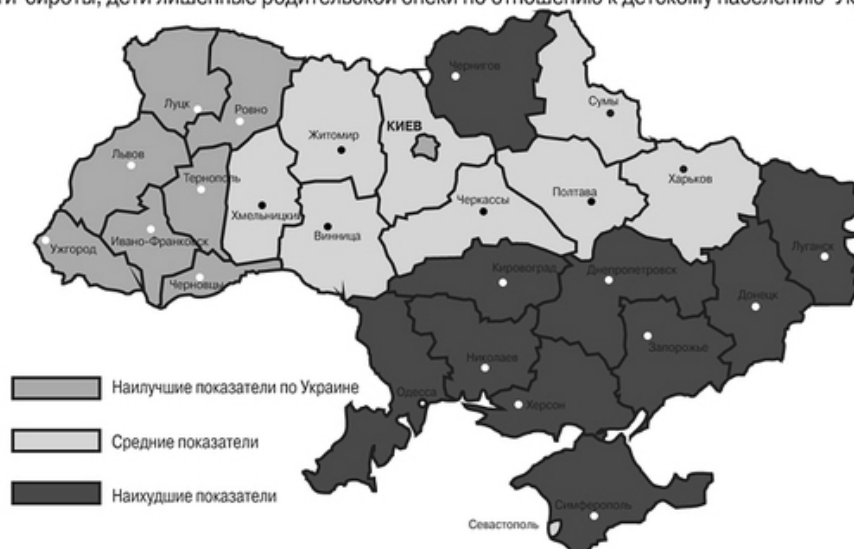 ти сироты, дети лишенные родительской опеки по отношению к детскому населению Ук
Чернигов
Луцк
Ровно
Сумы
КИЕВ
Житомир
Львов
Тернополь
Харьков
Хмельницкий
Черкассы
Полтава
Винница
Ивано-Франковск
Ужгород
Луганск
Черновцы
Кировоград
Днепропетровск
Донецк
Запорожье
Николаев
Одесса
Херсон
Наилучшие показатели по Украине
Средние показатели
Наихудшие показатели
Симферополь
Севастополь